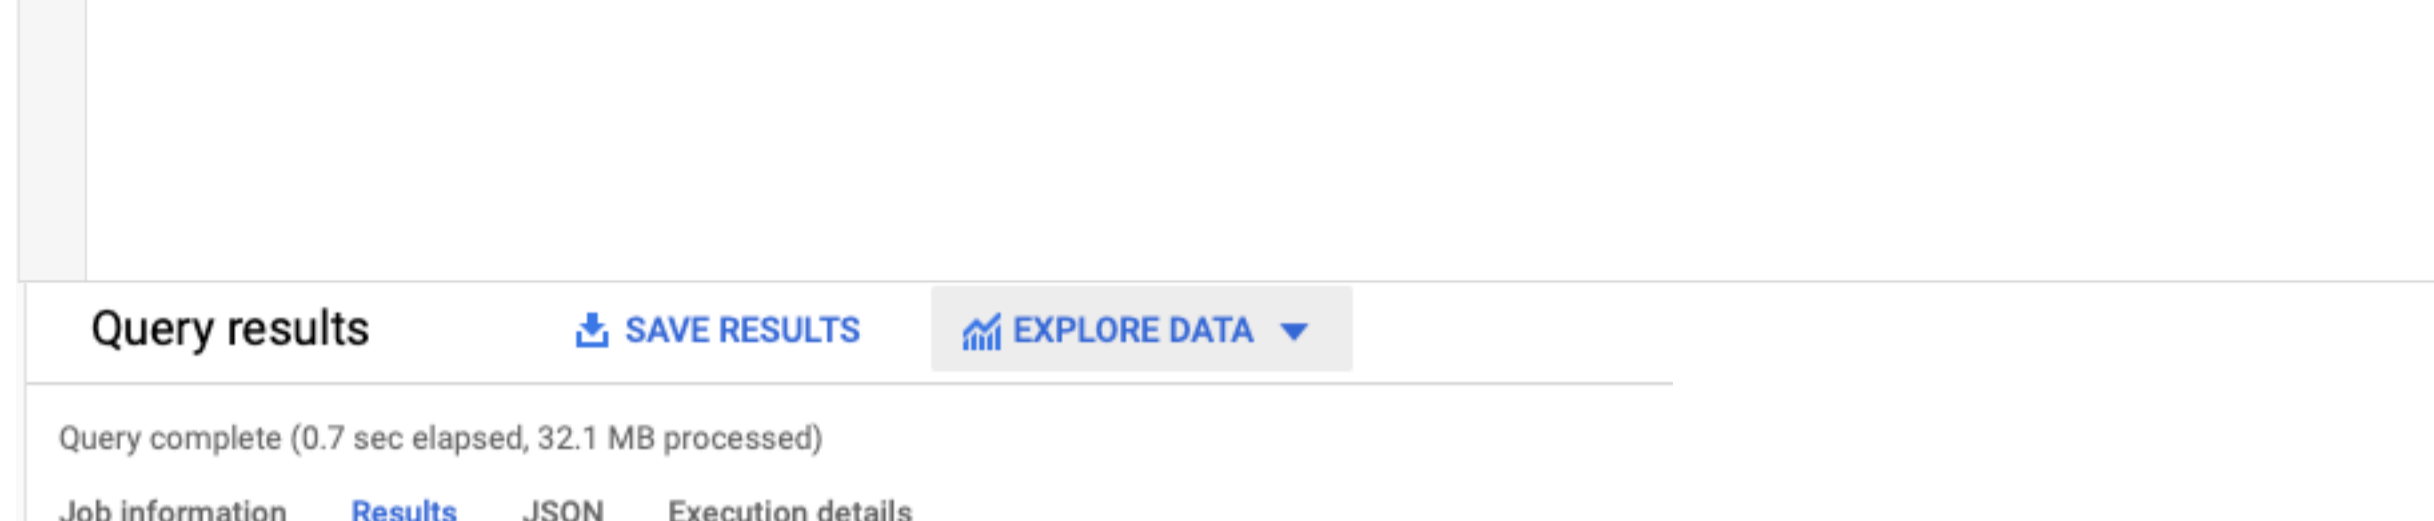 Query results SAVE RESULTS EXPLORE DATA
Query complete (0.7 sec elapsed, 32.1 MB processed)
Job information Results JSON Execution details